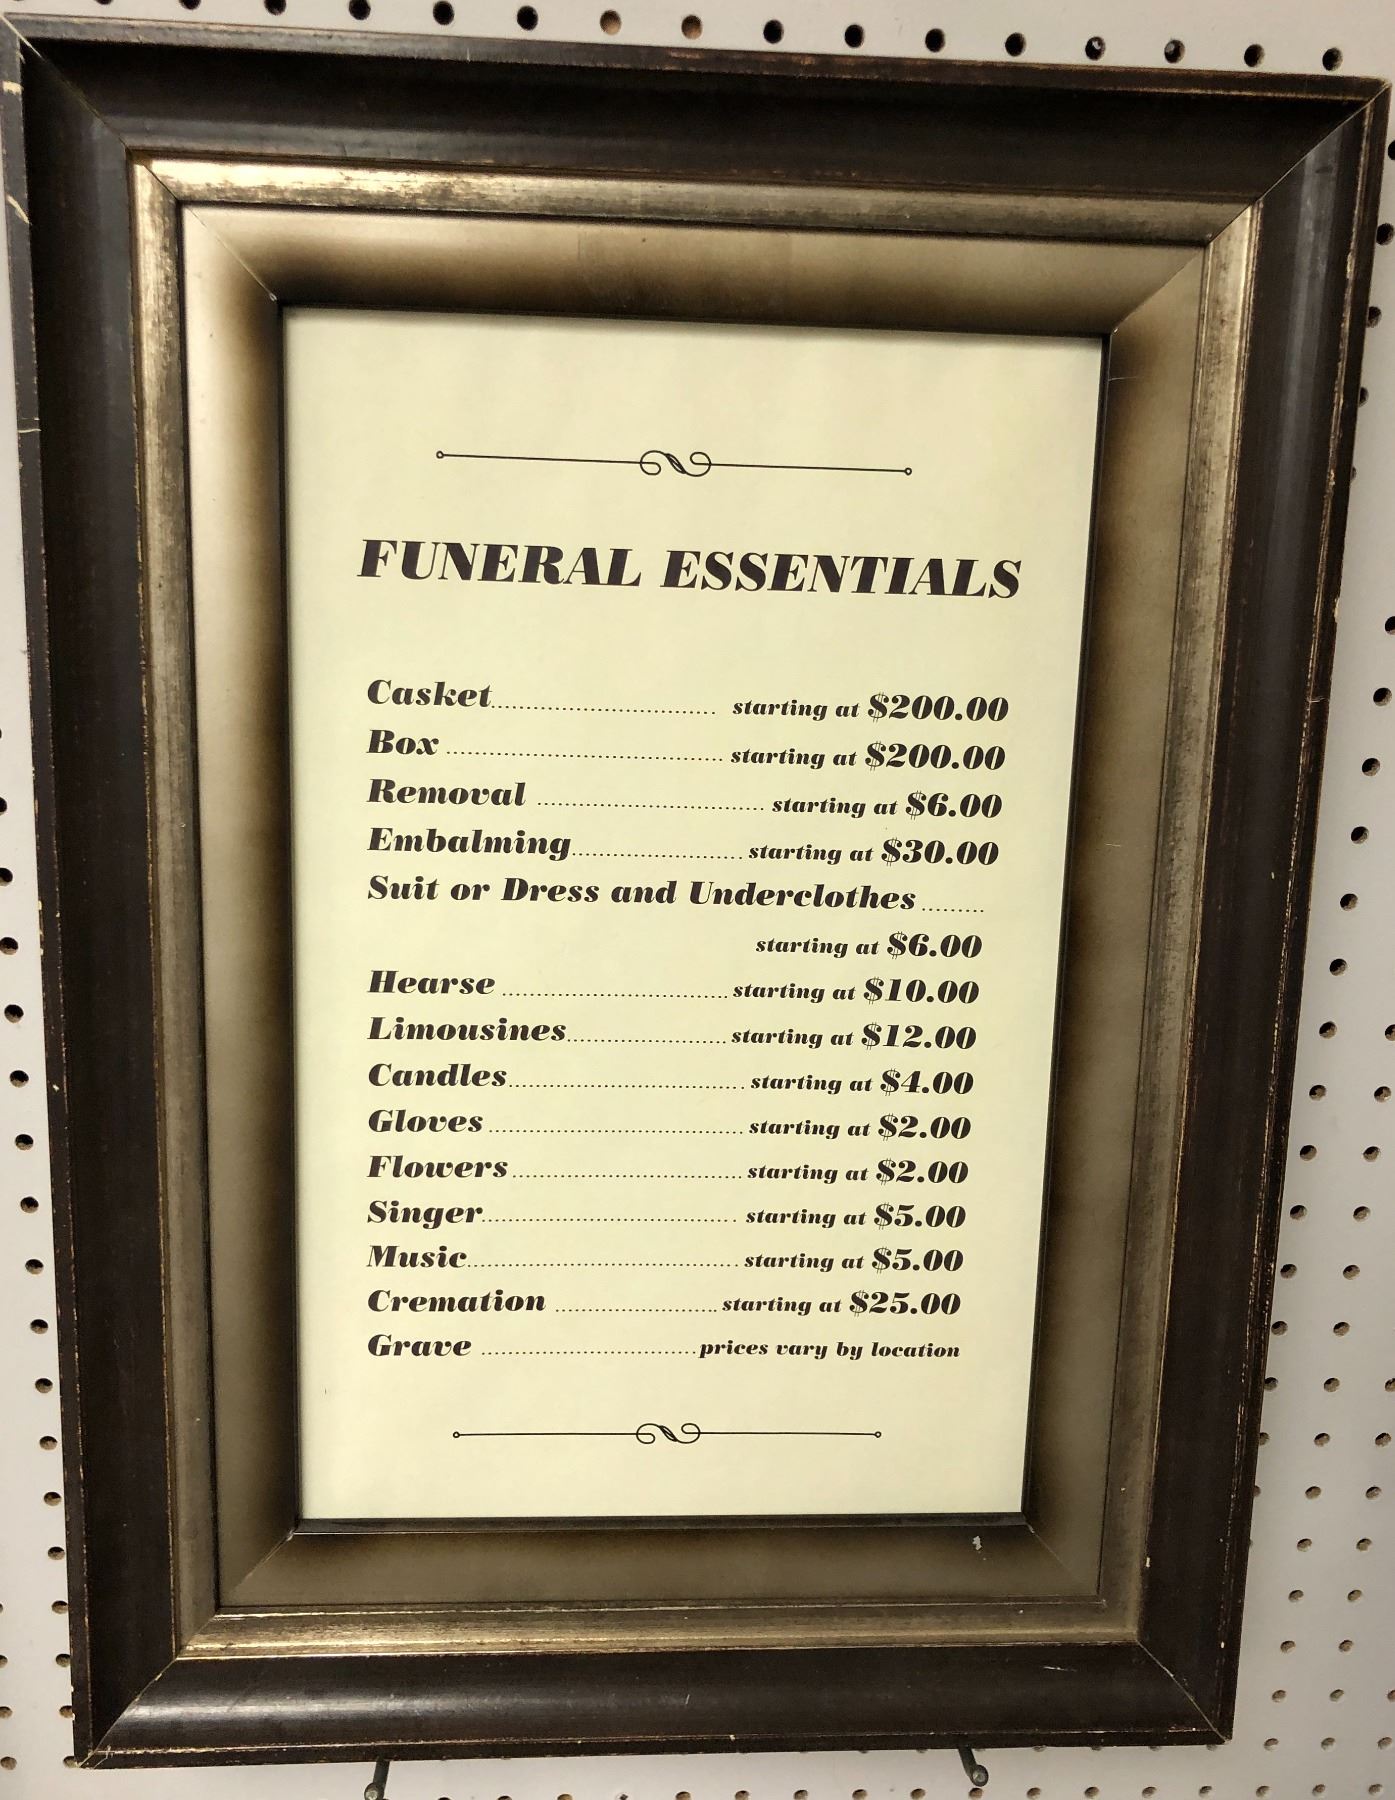 FUNERAL ESSENTIALS
Casket.......................................... starting at $200.00
Box .................................................... starting at $200.00
Removal .......................................... starting at $6.00
Embalming................................ starting at $30.00
Suit or Dress and Underclothes .........
starting at $6.00
Hearse ..........................................starting at $10.00
Limousines..............................starting at $12.00
Candles............................................ starting at $4.00
Gloves ................................................ starting at $2.00
Flowers ........................................... starting at $2.00
Singer................................................ starting at $5.00
Music................................................... starting at $5.00
Cremation ..............................starting at $25.00
Grave ........................................prices vary by location